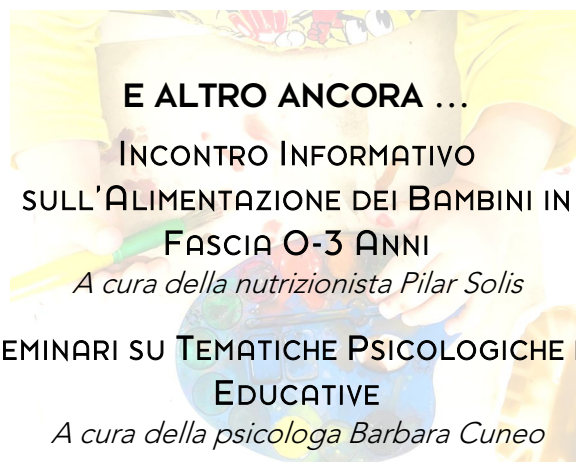 E ALTRO ANCORA ...
INCONTRO INFORMATIVO
SULL'ALIMENTAZIONE DEI BAMBINI IN
FASCIA 0-3 ANNI
A cura della nutrizionista Pilar Solis
EMINARI SU TEMATICHE PSICOLOGICHE
EDUCATIVE
A cura della psicologa Barbara Cuneo